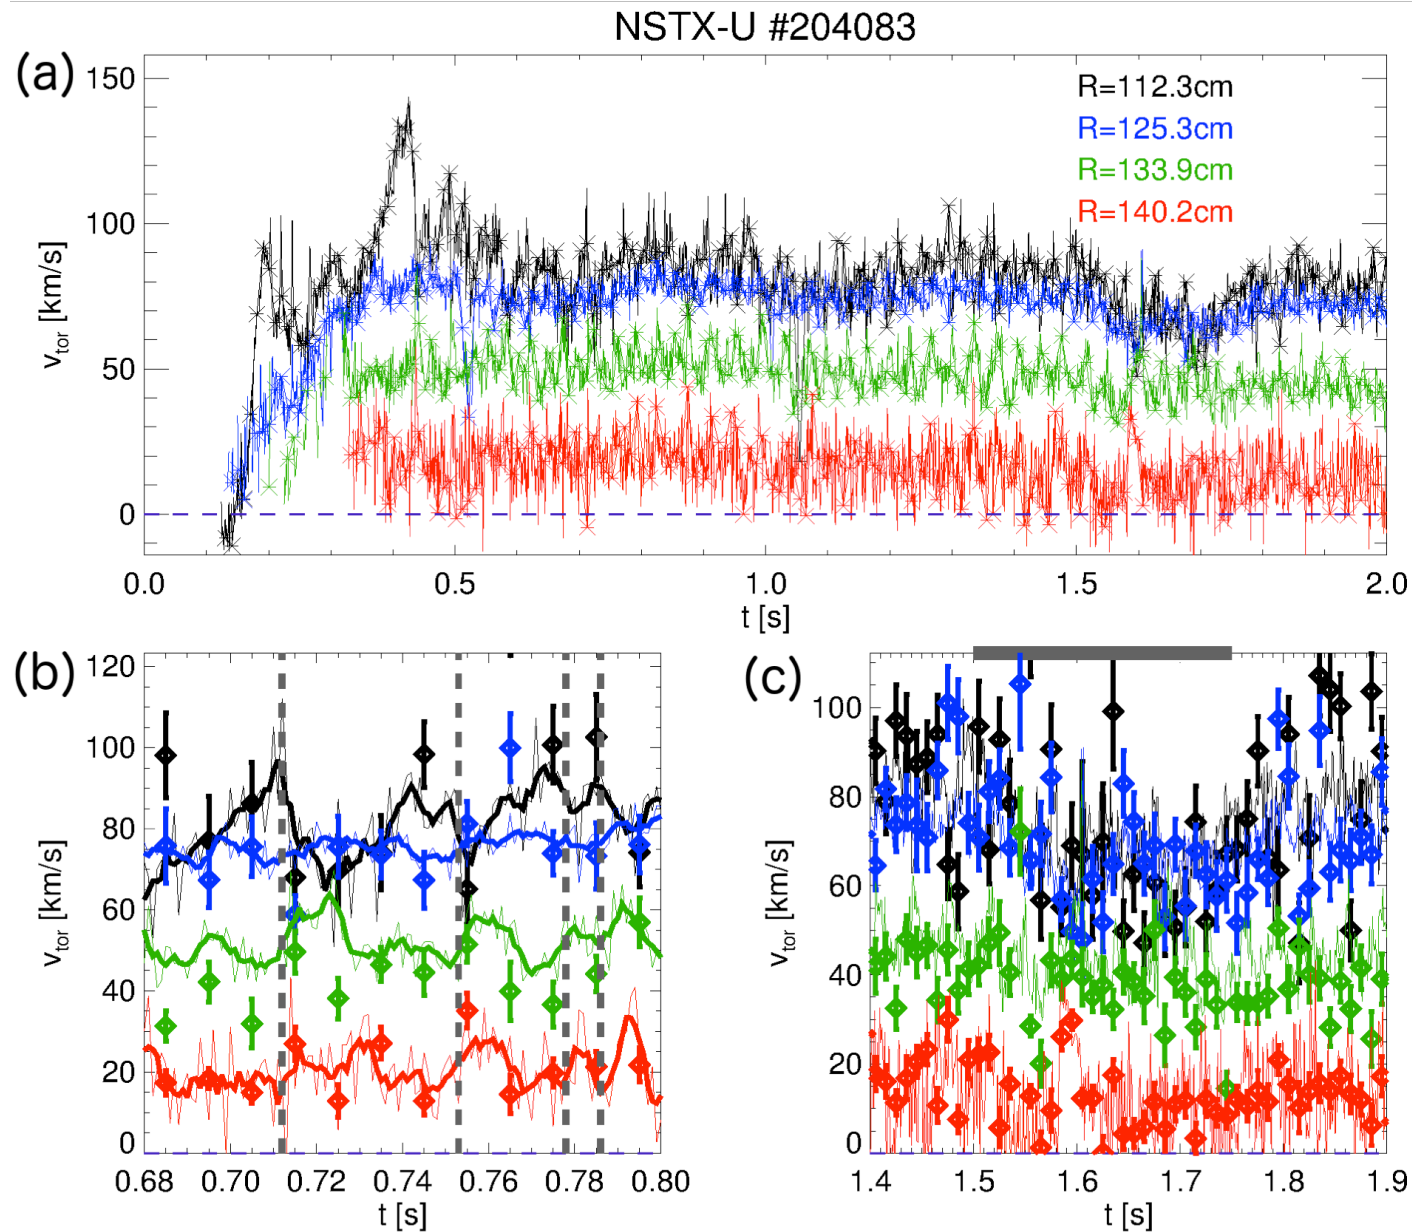 NSTX-U #204083
(a)
150
100
50
0
v_tor [km/s]
R=112.3cm
R=125.3cm
R=133.9cm
R=140.2cm
0.0 0.5 1.0 1.5 2.0
t [s]
(b)
120
100
80
60
40
20
0
v_tor [km/s]
0.68 0.70 0.72 0.74 0.76 0.78 0.80
t [s]
(c)
100
80
60
40
20
0
v_tor [km/s]
1.4 1.5 1.6 1.7 1.8 1.9
t [s]